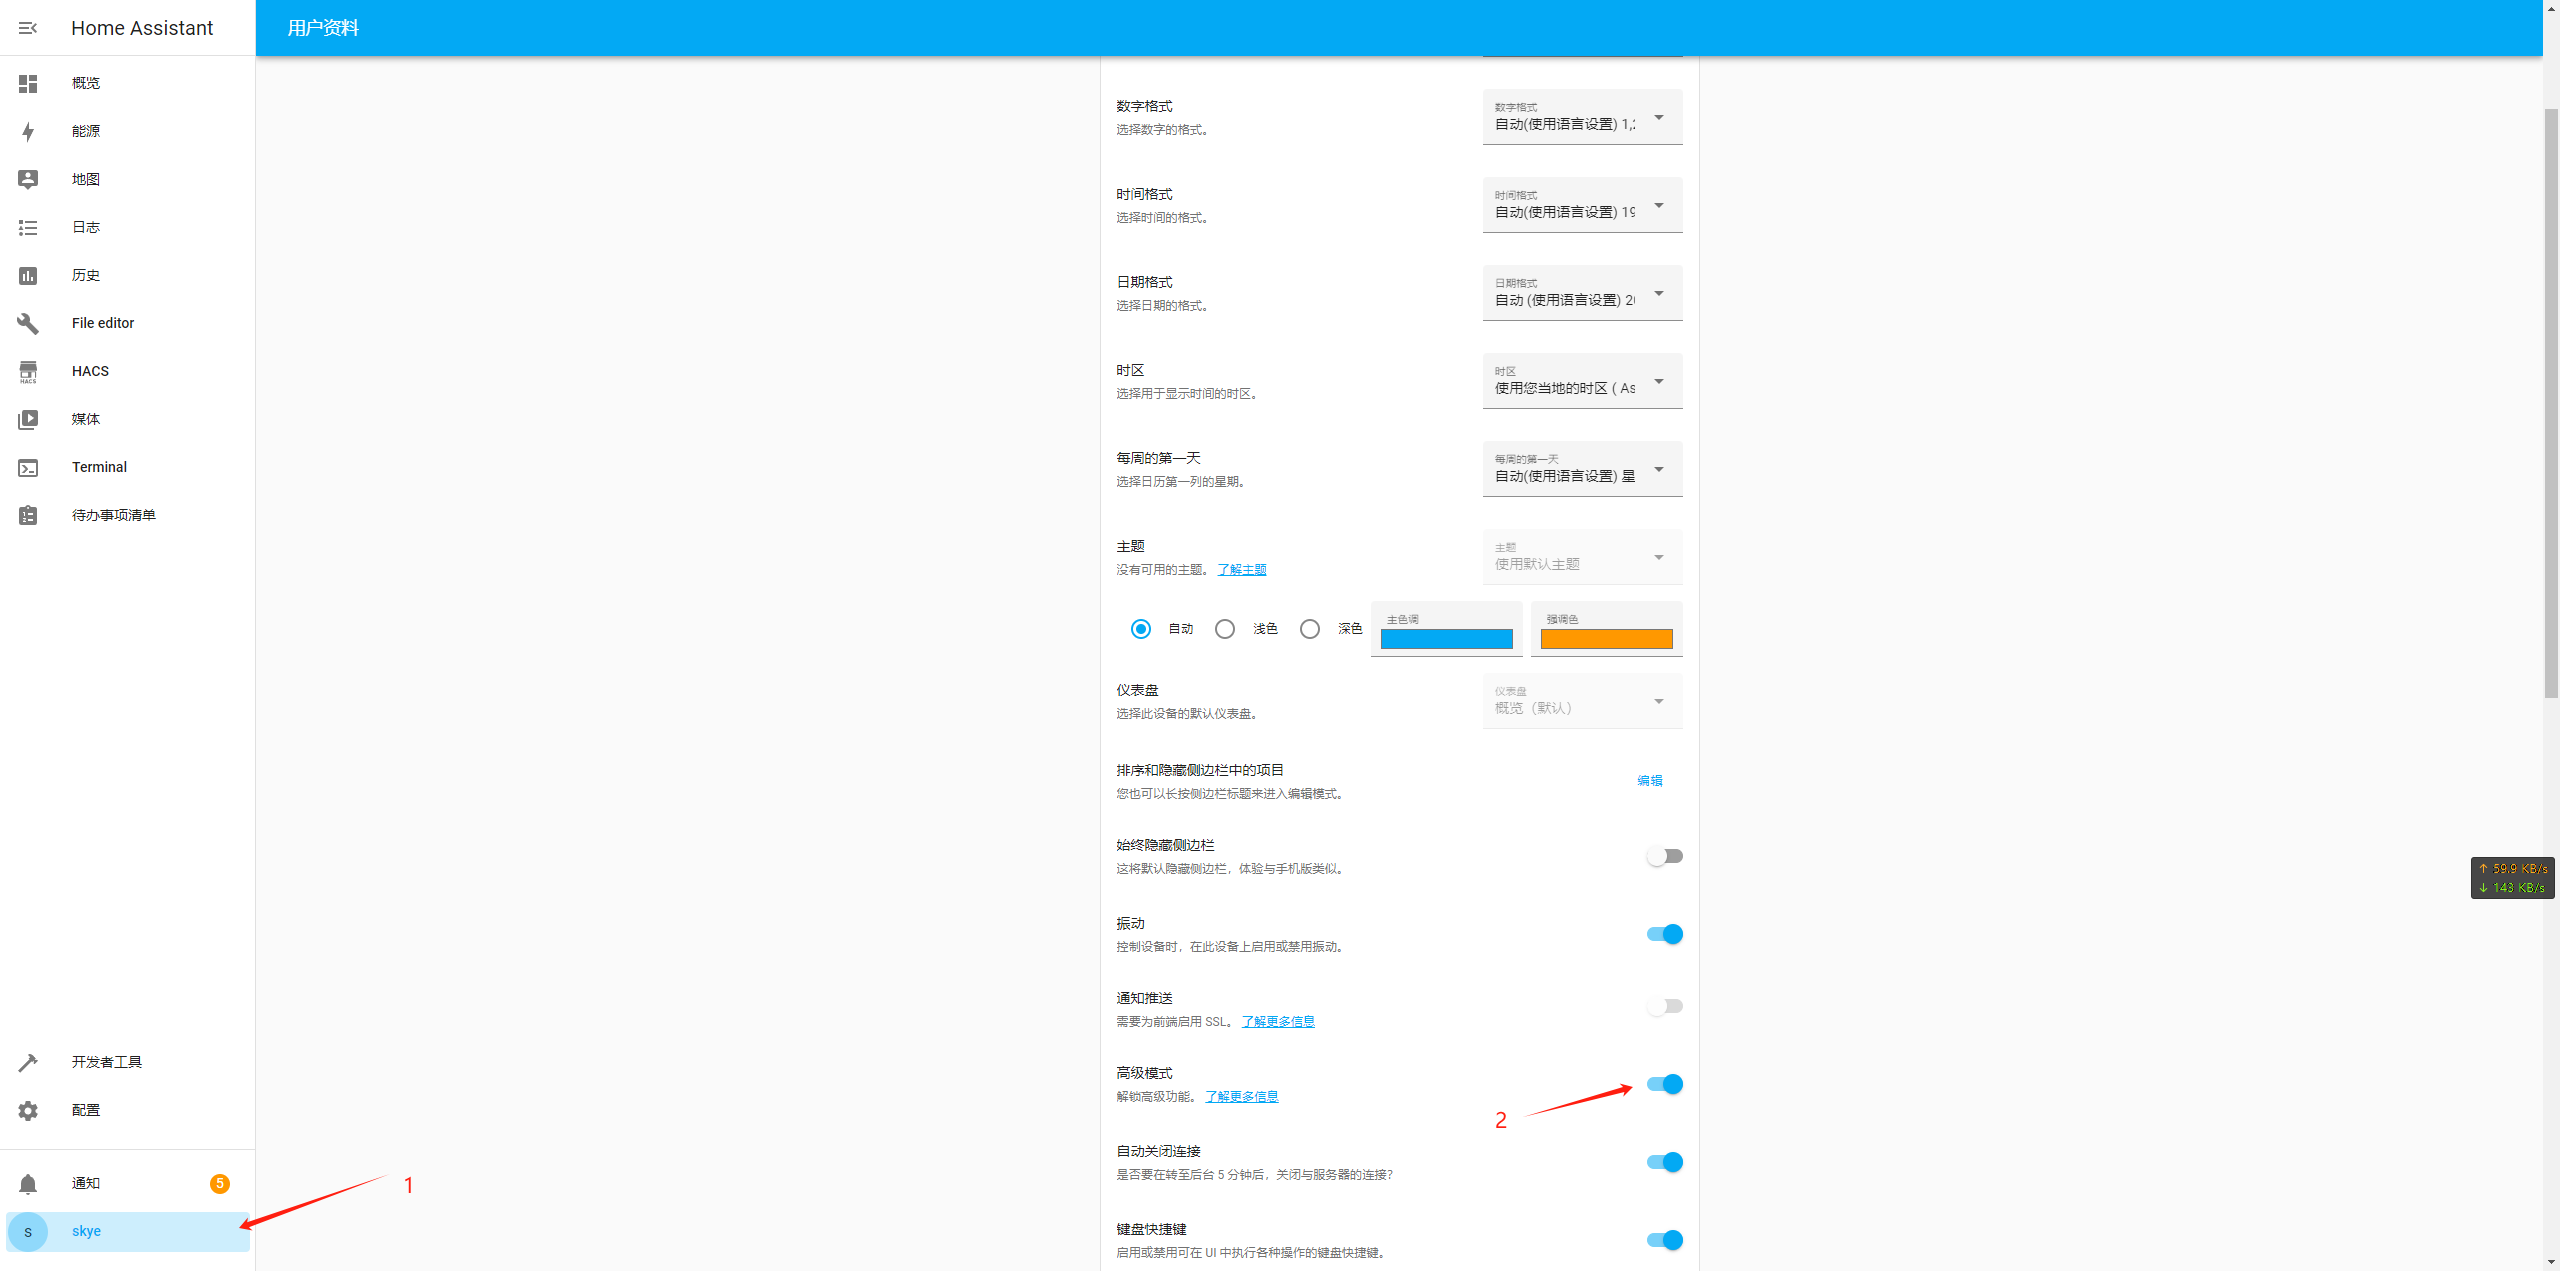 Home Assistant
用户资料
概览
能源
地图
日志
历史
File editor
HACS
HACS
媒体
Terminal
待办事项清单
开发者工具
配置
通知
5
S
skye
1
数字格式
选择数字的格式。
数字格式
自动(使用语言设置) 1,
时间格式
选择时间的格式。
时间格式
自动(使用语言设置) 19
日期格式
选择日期的格式。
日期格式
自动 (使用语言设置) 20
时区
选择用于显示时间的时区。
时区
使用您当地的时区 ( As
每周的第一天
选择日历第一列的星期。
每周的第一天
自动(使用语言设置) 星
主题
没有可用的主题。 了解主题
主题
使用默认主题
自动
浅色
深色
主色调
强调色
仪表盘
选择此设备的默认仪表盘。
仪表盘
概览（默认）
排序和隐藏侧边栏中的项目
您也可以长按侧边栏标题来进入编辑模式。
编辑
始终隐藏侧边栏
这将默认隐藏侧边栏，体验与手机版类似。
振动
控制设备时，在此设备上启用或禁用振动。
通知推送
需要为前端启用 SSL。 了解更多信息
高级模式
解锁高级功能。 了解更多信息
2
自动关闭连接
是否要在转至后台 5 分钟后，关闭与服务器的连接？
键盘快捷键
启用或禁用可在 UI 中执行各种操作的键盘快捷键。
↑ 59.9 KB/s
↓ 143 KB/s